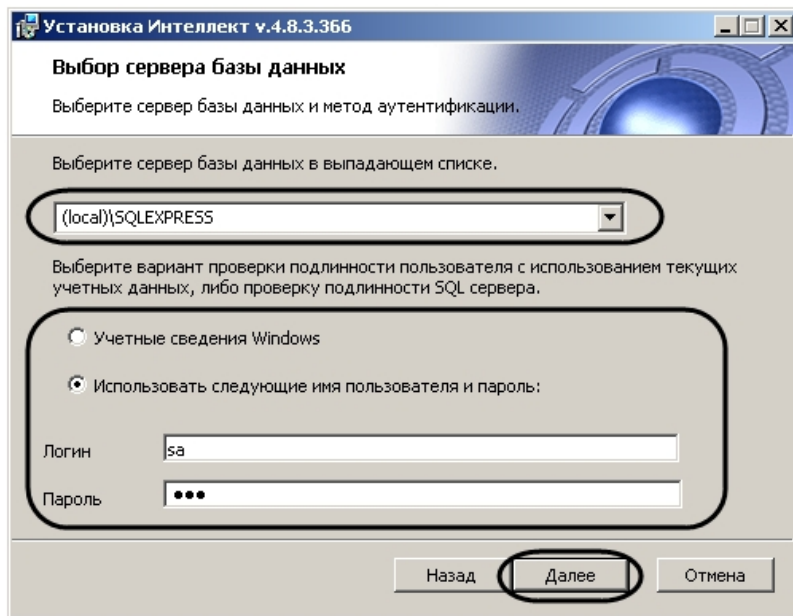 Установка Интеллект v.4.8.3.366
Выбор сервера базы данных
Выберите сервер базы данных и метод аутентификации.
Выберите сервер базы данных в выпадающем списке.
(local)\SQLEXPRESS
Выберите вариант проверки подлинности пользователя с использованием текущих
учетных данных, либо проверку подлинности SQL сервера.
Учетные сведения Windows
Использовать следующие имя пользователя и пароль:
Логин sa
Пароль •••
Назад Далее Отмена